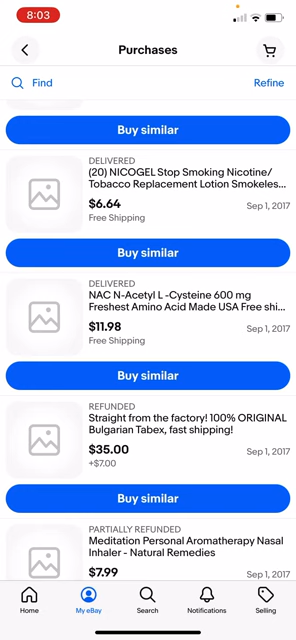 8:03
Purchases
Find
Refine
Buy similar
DELIVERED
(20) NICOGEL Stop Smoking Nicotine/
Tobacco Replacement Lotion Smokeles...
$6.64
Sep 1, 2017
Free Shipping
Buy similar
DELIVERED
NAC N-Acetyl L -Cysteine 600 mg
Freshest Amino Acid Made USA Free shi...
$11.98
Sep 1, 2017
Free Shipping
Buy similar
REFUNDED
Straight from the factory! 100% ORIGINAL
Bulgarian Tabex, fast shipping!
$35.00
Sep 1, 2017
+$7.00
Buy similar
PARTIALLY REFUNDED
Meditation Personal Aromatherapy Nasal
Inhaler - Natural Remedies
$7.99
Sep 1, 2017
Home
My eBay
Search
Notifications
Selling